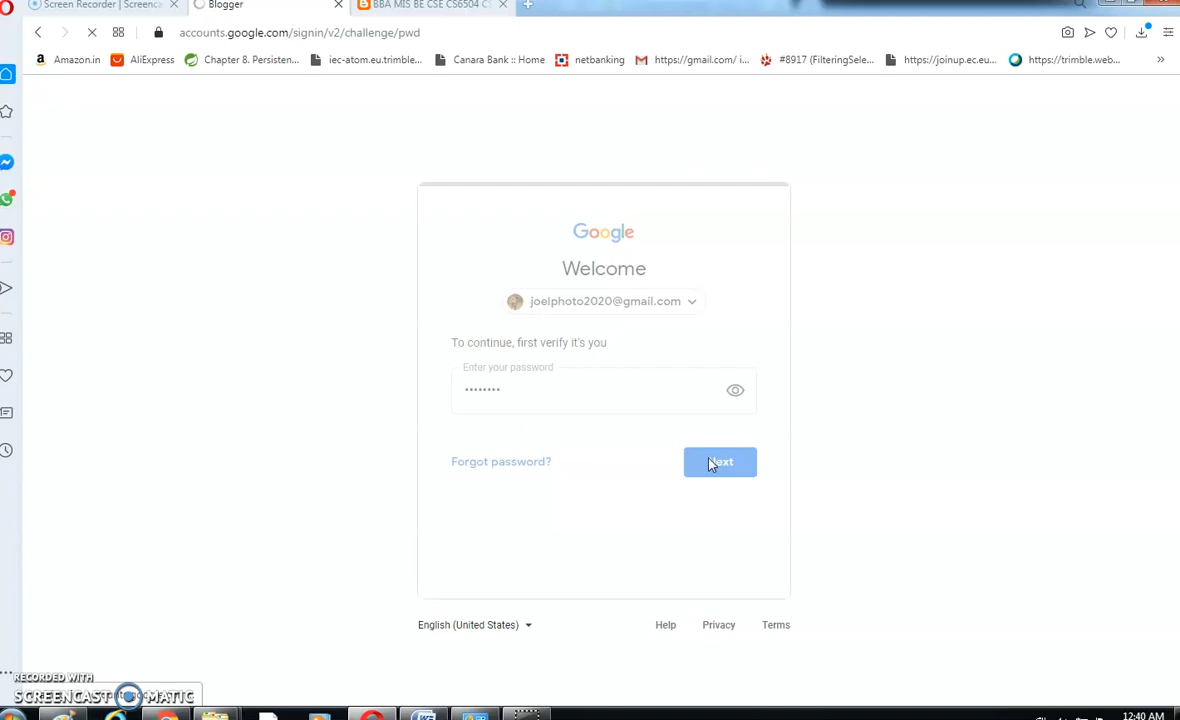 Screen Recorder | Screenca
Blogger
BBA MIS BE CSE CS6504 C
accounts.google.com/signin/v2/challenge/pwd
Amazon.in
AliExpress
Chapter 8. Persisten...
iec-atom.eu.trimble...
Canara Bank :: Home
netbanking
https://gmail.com/ i...
#8917 (FilteringSele...
https://joinup.ec.eu...
https://trimble.web...
Google
Welcome
joelphoto2020@gmail.com
To continue, first verify it's you
Enter your password
••••••••
Forgot password?
Next
English (United States)
Help
Privacy
Terms
RECORDED WITH
SCREENCAST MATIC
12:40 AM